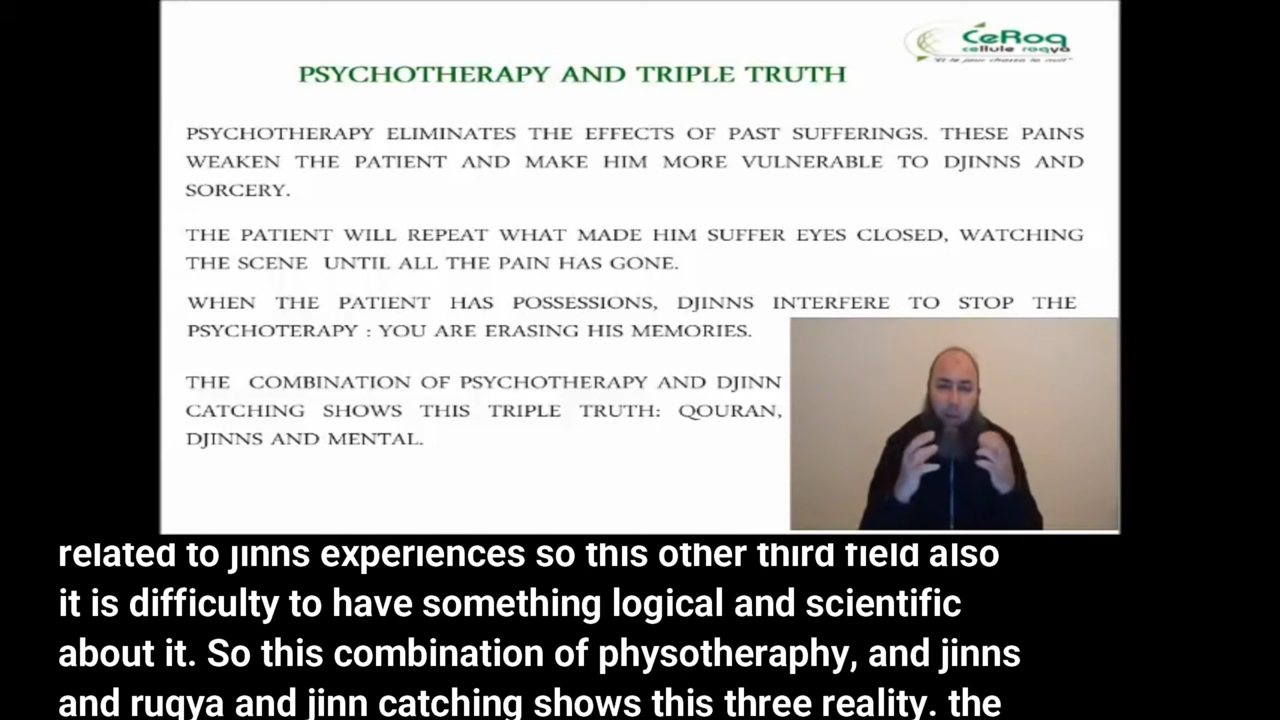 CeRoq
cellule roqya
PSYCHOTHERAPY AND TRIPLE TRUTH
PSYCHOTHERAPY ELIMINATES THE EFFECTS OF PAST SUFFERINGS. THESE PAINS
WEAKEN THE PATIENT AND MAKE HIM MORE VULNERABLE TO DJINNS AND
SORCERY.
THE PATIENT WILL REPEAT WHAT MADE HIM SUFFER EYES CLOSED, WATCHING
THE SCENE UNTIL ALL THE PAIN HAS GONE.
WHEN THE PATIENT HAS POSSESSIONS, DJINNS INTERFERE TO STOP THE
PSYCHOTERAPY : YOU ARE ERASING HIS MEMORIES.
THE COMBINATION OF PSYCHOTHERAPY AND DJINN
CATCHING SHOWS THIS TRIPLE TRUTH: QOURAN,
DJINNS AND MENTAL.
related to jinns experiences so this other third field also
it is difficulty to have something logical and scientific
about it. So this combination of physotheraphy, and jinns
and ruqya and jinn catching shows this three reality. the